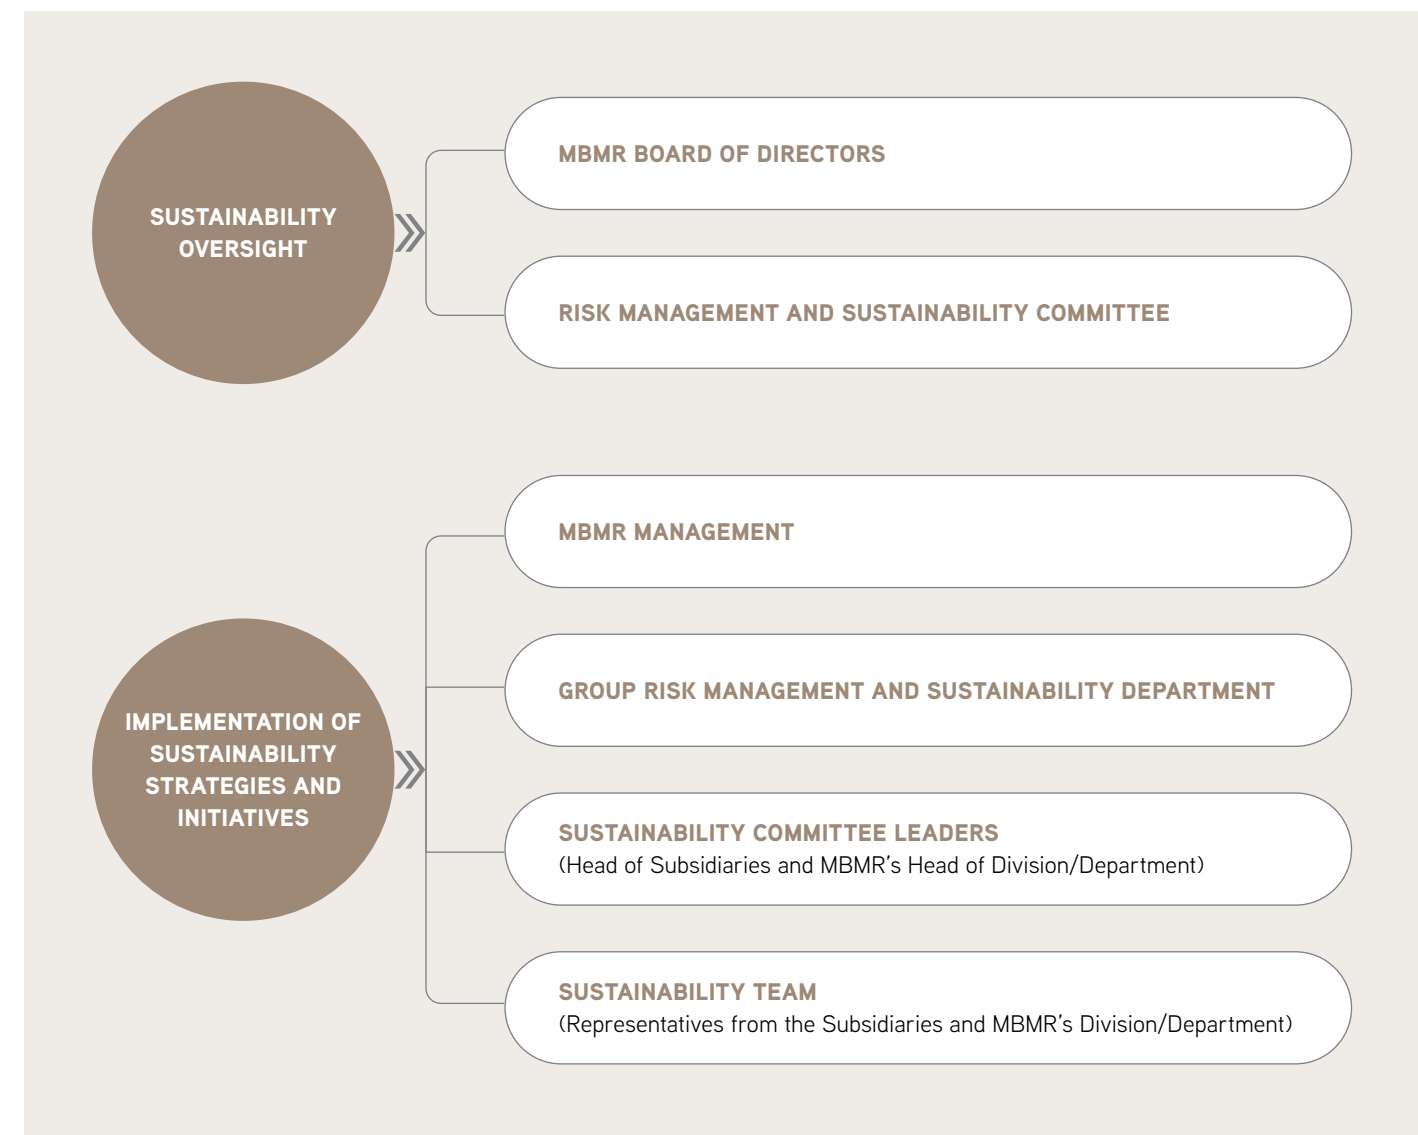 SUSTAINABILITY
OVERSIGHT
MBMR BOARD OF DIRECTORS
RISK MANAGEMENT AND SUSTAINABILITY COMMITTEE
IMPLEMENTATION OF
SUSTAINABILITY
STRATEGIES AND
INITIATIVES
MBMR MANAGEMENT
GROUP RISK MANAGEMENT AND SUSTAINABILITY DEPARTMENT
SUSTAINABILITY COMMITTEE LEADERS
(Head of Subsidiaries and MBMR’s Head of Division/Department)
SUSTAINABILITY TEAM
(Representatives from the Subsidiaries and MBMR’s Division/Department)